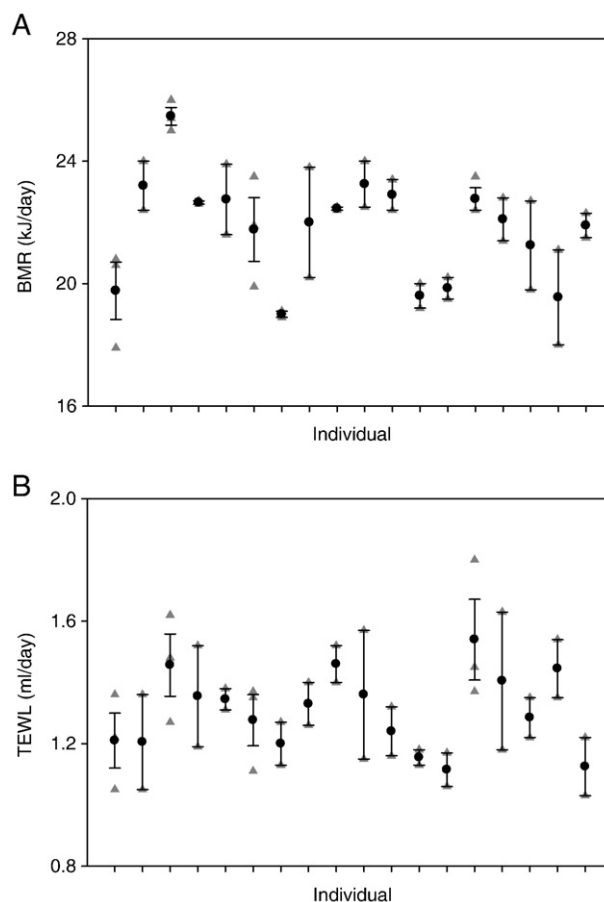 A
28
24
20
16
BMR (kJ/day)
Individual
B
2.0
1.6
1.2
0.8
TEWL (ml/day)
Individual